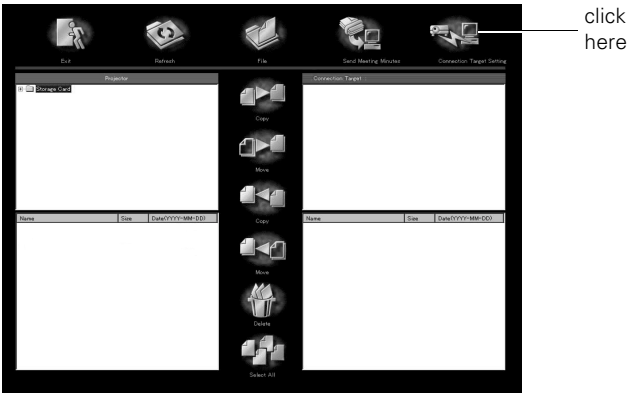 click
here
Exit
Refresh
File
Send Meeting Minutes
Connection Target Setting
Projector
Connection Target :
Storage Card
Copy
Move
Copy
Move
Delete
Select All
Name Size Date(YYYY-MM-DD)
Name Size Date(YYYY-MM-DD)